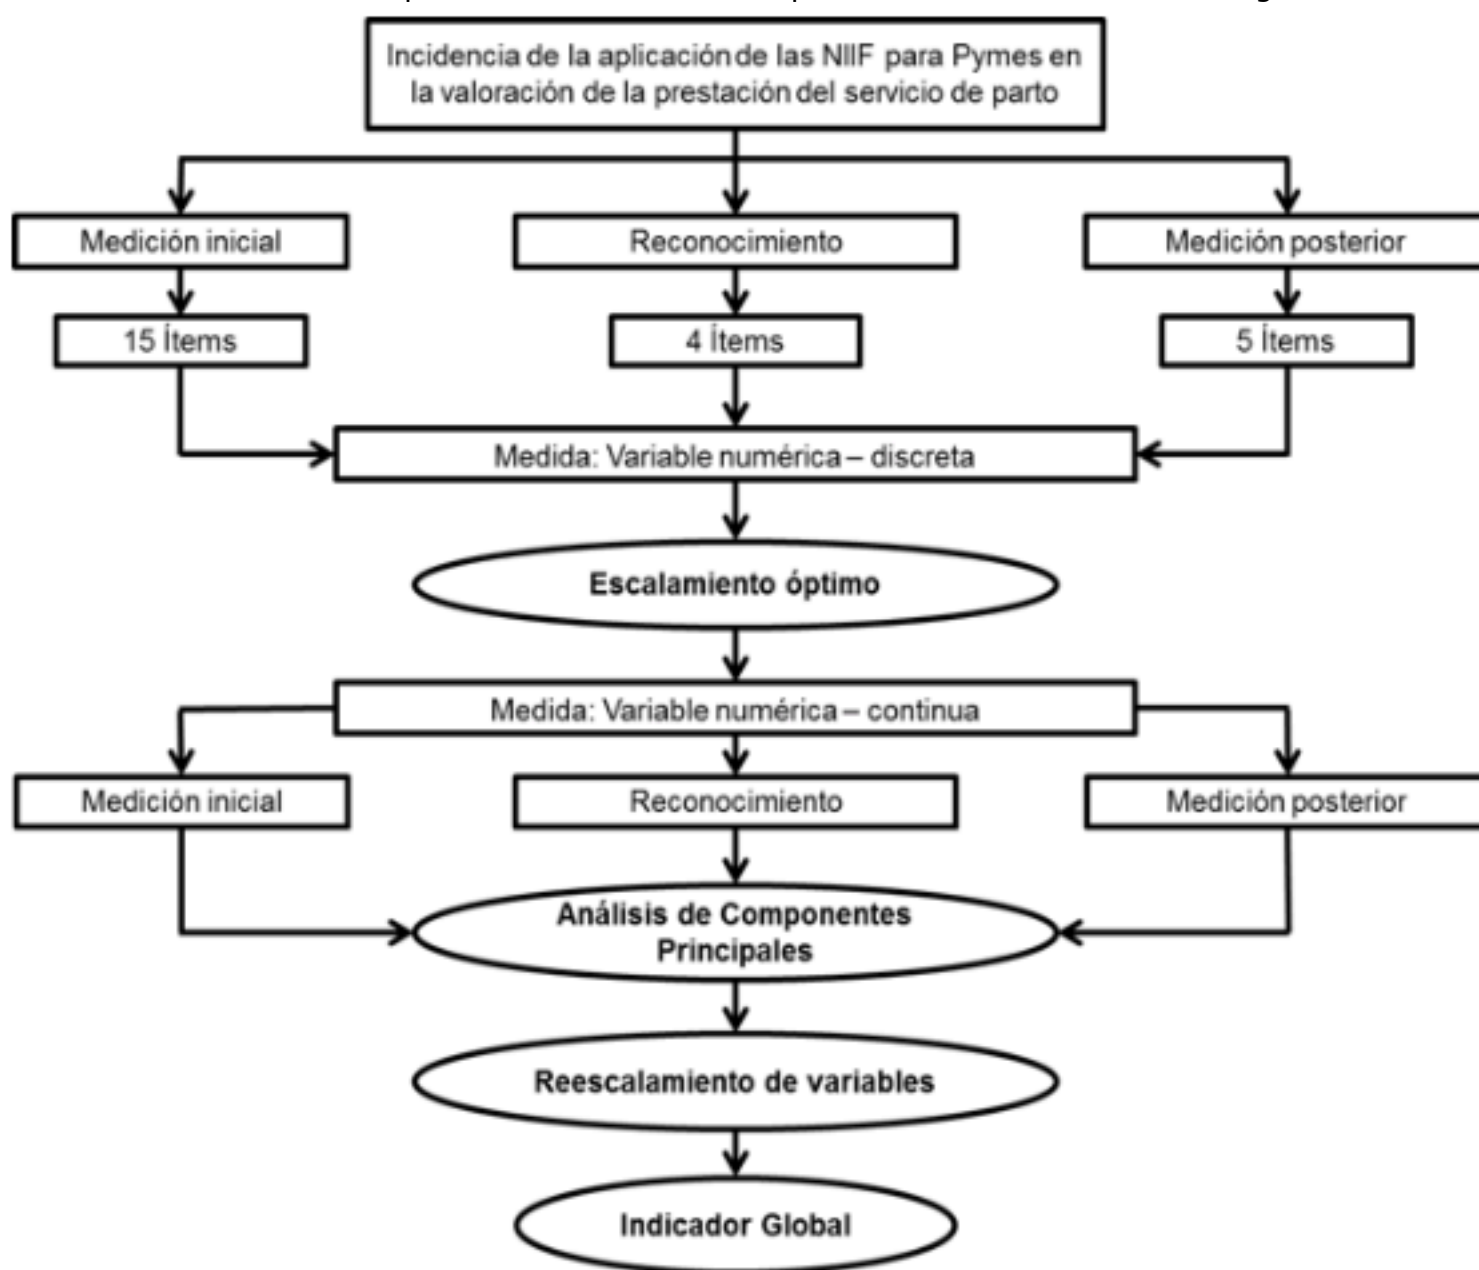 Incidencia de la aplicación de las NIIF para Pymes en
la valoración de la prestación del servicio de parto
Medición inicial
Reconocimiento
Medición posterior
15 Ítems
4 Ítems
5 Ítems
Medida: Variable numérica – discreta
Escalamiento óptimo
Medida: Variable numérica – continua
Medición inicial
Reconocimiento
Medición posterior
Análisis de Componentes
Principales
Reescalamiento de variables
Indicador Global